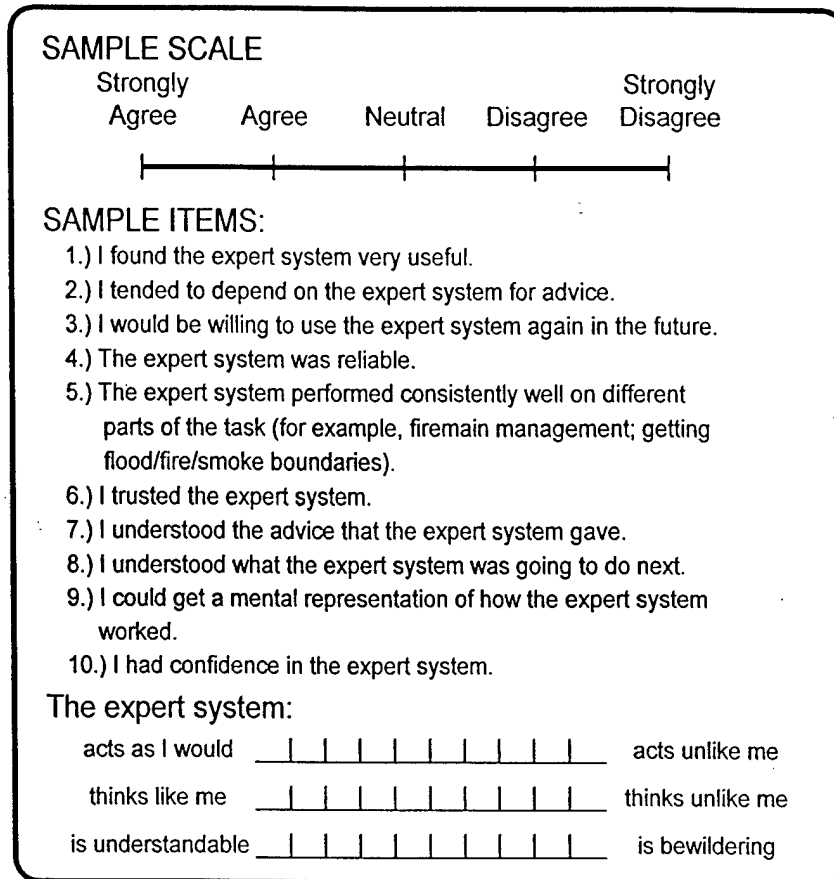 SAMPLE SCALE
Strongly Agree Agree Neutral Disagree Strongly Disagree
SAMPLE ITEMS:
1.) I found the expert system very useful.
2.) I tended to depend on the expert system for advice.
3.) I would be willing to use the expert system again in the future.
4.) The expert system was reliable.
5.) The expert system performed consistently well on different
parts of the task (for example, firemain management; getting
flood/fire/smoke boundaries).
6.) I trusted the expert system.
7.) I understood the advice that the expert system gave.
8.) I understood what the expert system was going to do next.
9.) I could get a mental representation of how the expert system
worked.
10.) I had confidence in the expert system.
The expert system:
acts as I would acts unlike me
thinks like me thinks unlike me
is understandable is bewildering